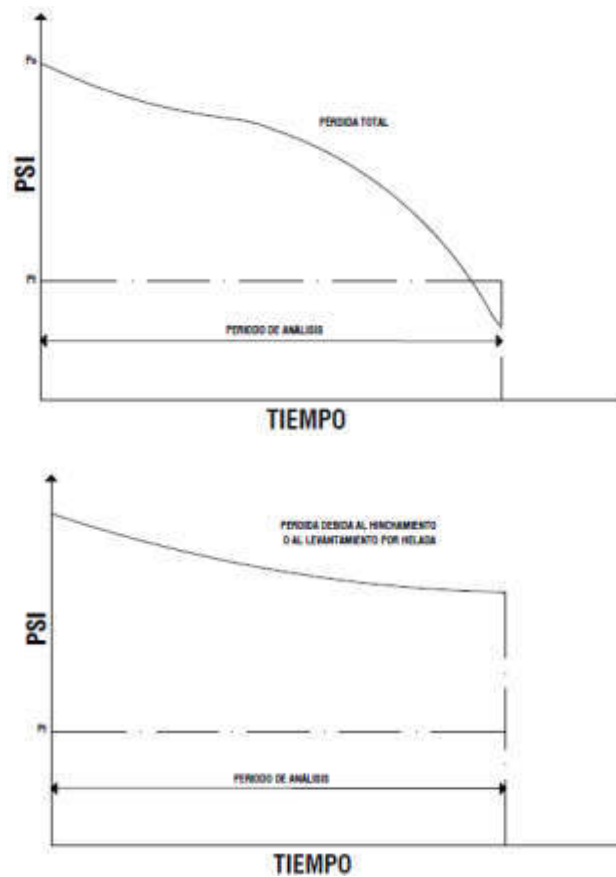 PÉRDIDA TOTAL
PSI
PERIODO DE ANÁLISIS
TIEMPO
PÉRDIDA DEBIDA AL HINCHAMIENTO
O AL LEVANTAMIENTO POR HELADA
PSI
PERIODO DE ANÁLISIS
TIEMPO